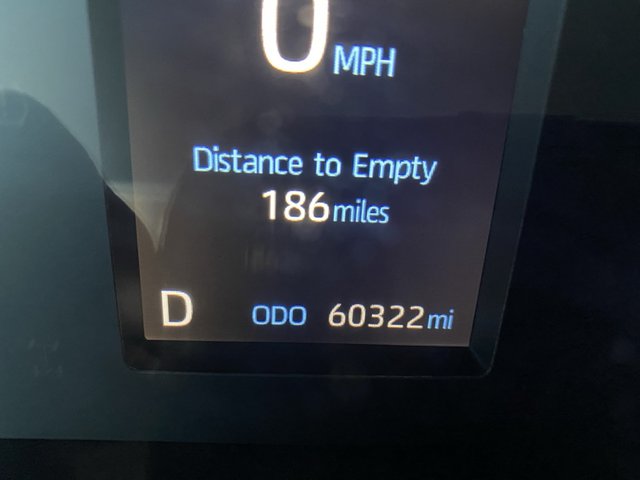 0 MPH
Distance to Empty
186 miles
D ODO 60322 mi